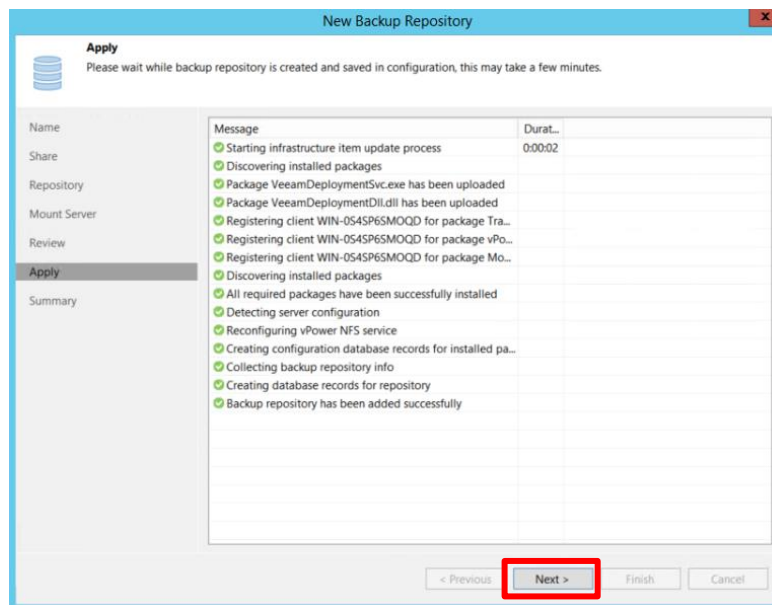 New Backup Repository
x
Apply
Please wait while backup repository is created and saved in configuration, this may take a few minutes.
Name
Share
Repository
Mount Server
Review
Apply
Summary
Message Durat...
Starting infrastructure item update process 0:00:02
Discovering installed packages
Package VeeamDeploymentSvc.exe has been uploaded
Package VeeamDeploymentDll.dll has been uploaded
Registering client WIN-0S4SP6SMOQD for package Tra...
Registering client WIN-0S4SP6SMOQD for package vPo...
Registering client WIN-0S4SP6SMOQD for package Mo...
Discovering installed packages
All required packages have been successfully installed
Detecting server configuration
Reconfiguring vPower NFS service
Creating configuration database records for installed pa...
Collecting backup repository info
Creating database records for repository
Backup repository has been added successfully
< Previous Next > Finish Cancel